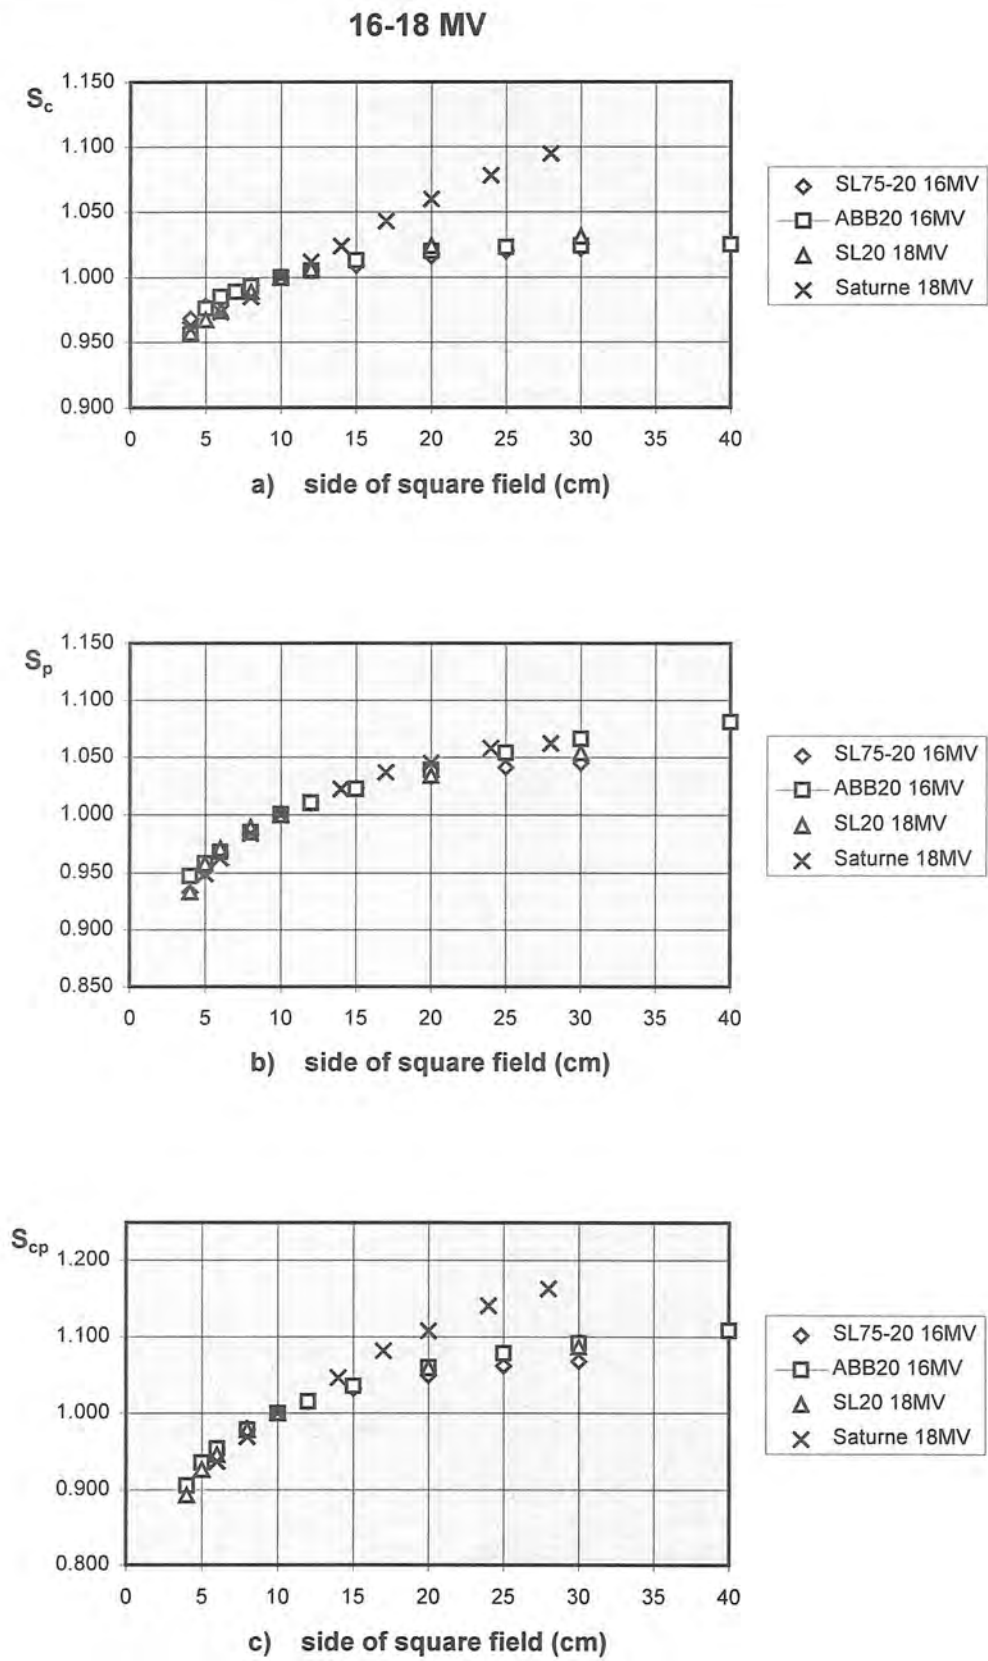 16-18 MV
Sc
1.150
1.100
1.050
1.000
0.950
0.900
0 5 10 15 20 25 30 35 40
a) side of square field (cm)
SL75-20 16MV
ABB20 16MV
SL20 18MV
Saturne 18MV
Sp
1.150
1.100
1.050
1.000
0.950
0.900
0.850
0 5 10 15 20 25 30 35 40
b) side of square field (cm)
SL75-20 16MV
ABB20 16MV
SL20 18MV
Saturne 18MV
Scp
1.200
1.100
1.000
0.900
0.800
0 5 10 15 20 25 30 35 40
c) side of square field (cm)
SL75-20 16MV
ABB20 16MV
SL20 18MV
Saturne 18MV